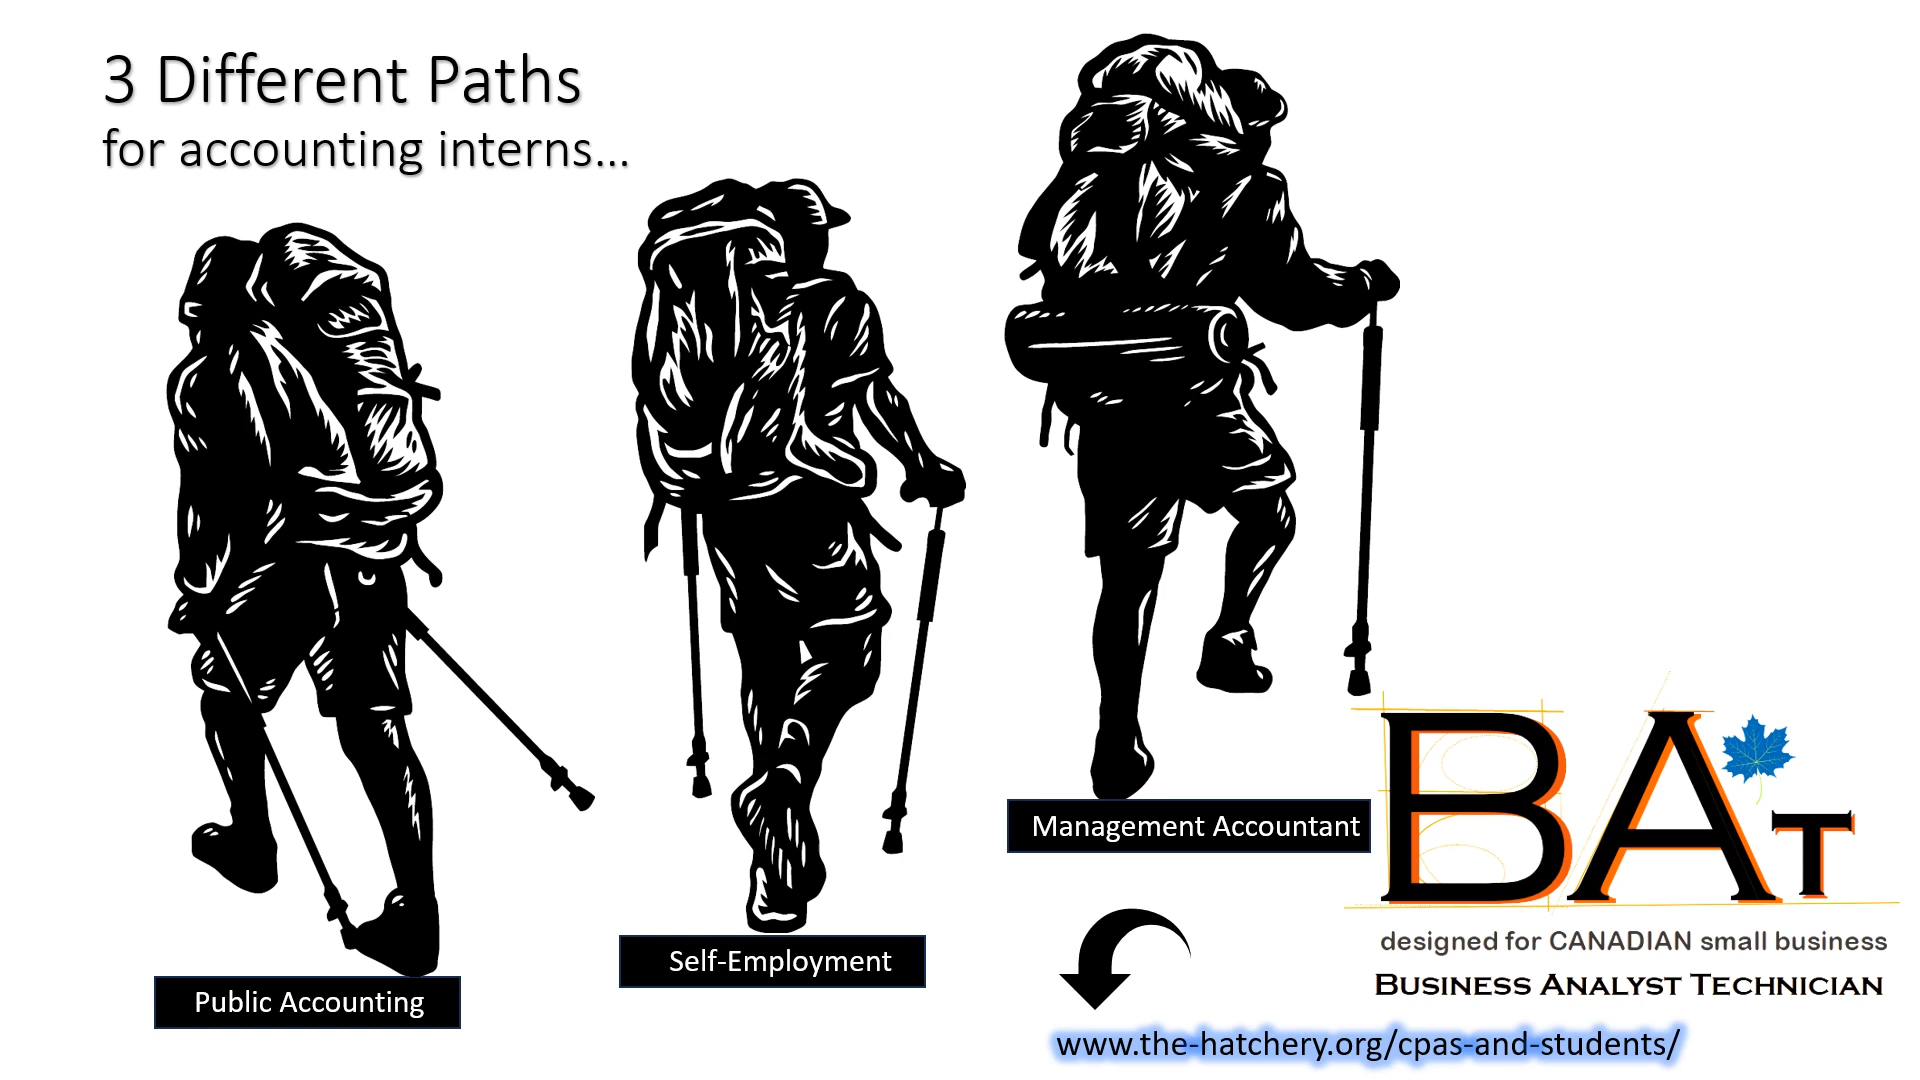 3 Different Paths
for accounting interns...
Public Accounting
Self-Employment
Management Accountant
BAT
designed for CANADIAN small business
BUSINESS ANALYST TECHNICIAN
www.the-hatchery.org/cpas-and-students/